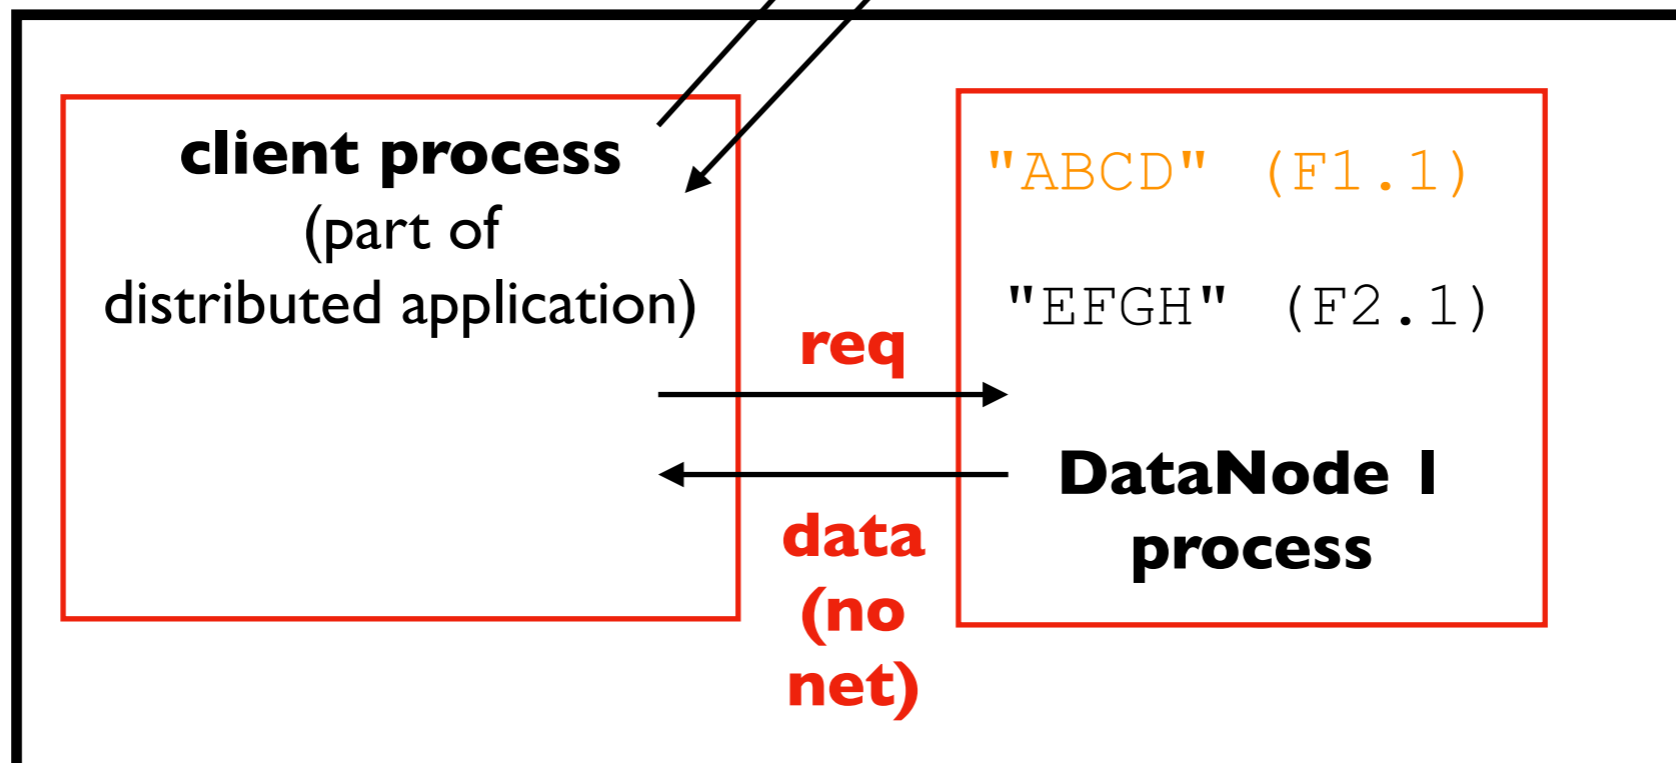 client process
(part of
distributed application)
"ABCD" (F1.1)
"EFGH" (F2.1)
req
data
(no
net)
DataNode 1
process